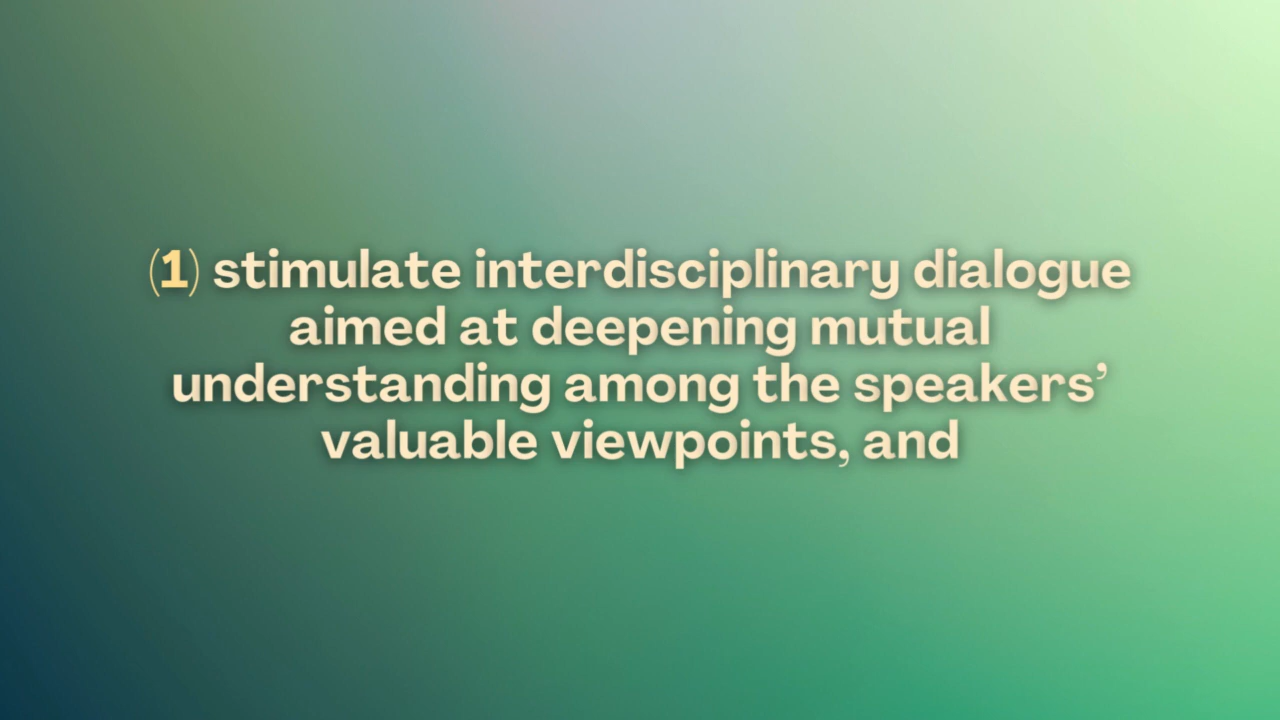 (1) stimulate interdisciplinary dialogue
aimed at deepening mutual
understanding among the speakers’
valuable viewpoints, and